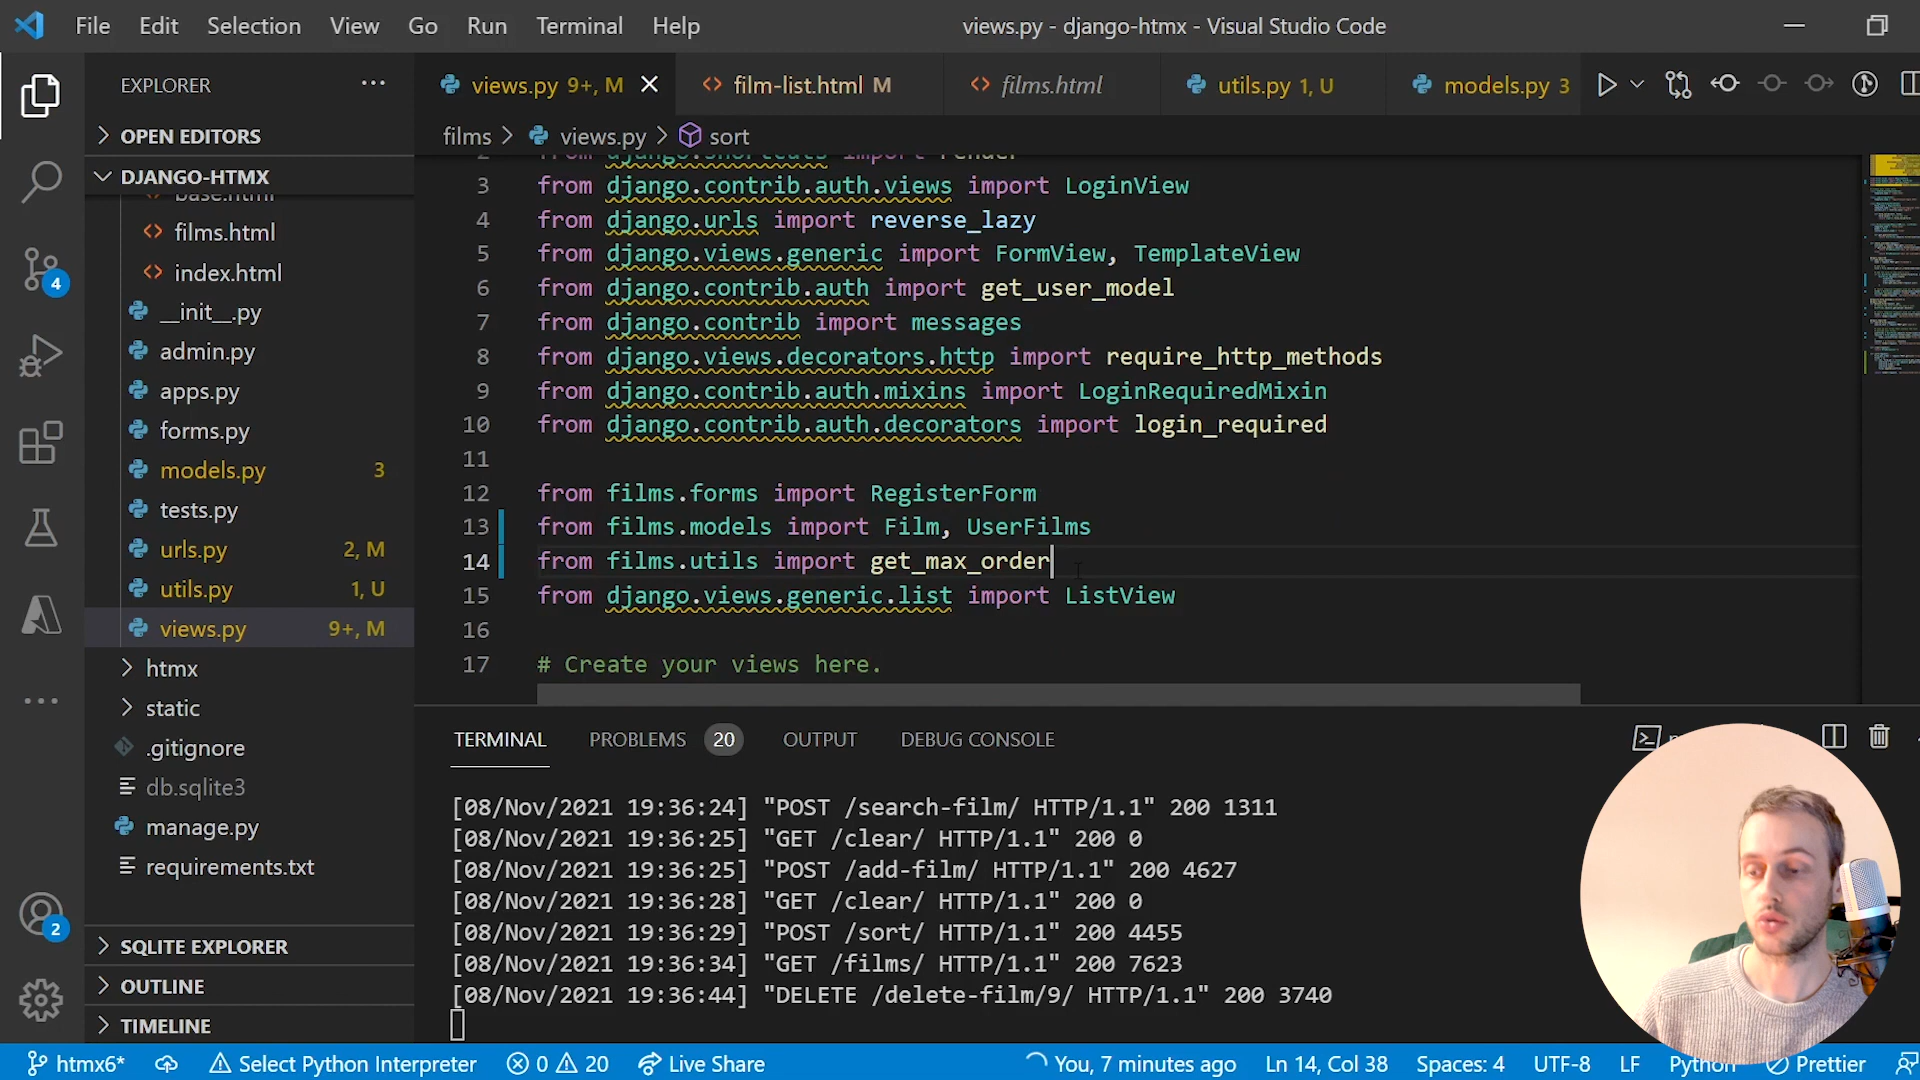 File Edit Selection View Go Run Terminal Help
views.py - django-htmx - Visual Studio Code
EXPLORER
views.py 9+, M
film-list.html M
films.html
utils.py 1, U
models.py 3
OPEN EDITORS
films > views.py > sort
DJANGO-HTMX
base.html
films.html
index.html
__init__.py
admin.py
apps.py
forms.py
models.py 3
tests.py
urls.py 2, M
utils.py 1, U
views.py 9+, M
htmx
static
.gitignore
db.sqlite3
manage.py
requirements.txt
SQLITE EXPLORER
OUTLINE
TIMELINE
4
2
2 from django.shortcuts import render
3 from django.contrib.auth.views import LoginView
4 from django.urls import reverse_lazy
5 from django.views.generic import FormView, TemplateView
6 from django.contrib.auth import get_user_model
7 from django.contrib import messages
8 from django.views.decorators.http import require_http_methods
9 from django.contrib.auth.mixins import LoginRequiredMixin
10 from django.contrib.auth.decorators import login_required
11
12 from films.forms import RegisterForm
13 from films.models import Film, UserFilms
14 from films.utils import get_max_order
15 from django.views.generic.list import ListView
16
17 # Create your views here.
TERMINAL PROBLEMS 20 OUTPUT DEBUG CONSOLE
[08/Nov/2021 19:36:24] "POST /search-film/ HTTP/1.1" 200 1311
[08/Nov/2021 19:36:25] "GET /clear/ HTTP/1.1" 200 0
[08/Nov/2021 19:36:25] "POST /add-film/ HTTP/1.1" 200 4627
[08/Nov/2021 19:36:28] "GET /clear/ HTTP/1.1" 200 0
[08/Nov/2021 19:36:29] "POST /sort/ HTTP/1.1" 200 4455
[08/Nov/2021 19:36:34] "GET /films/ HTTP/1.1" 200 7623
[08/Nov/2021 19:36:44] "DELETE /delete-film/9/ HTTP/1.1" 200 3740
htmx6* Select Python Interpreter 0 20 Live Share You, 7 minutes ago Ln 14, Col 38 Spaces: 4 UTF-8 LF Python Prettier